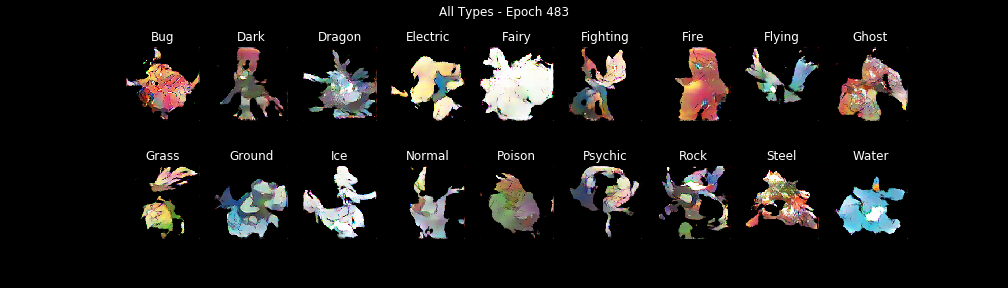 All Types - Epoch 483
Bug Dark Dragon Electric Fairy Fighting Fire Flying Ghost
Grass Ground Ice Normal Poison Psychic Rock Steel Water